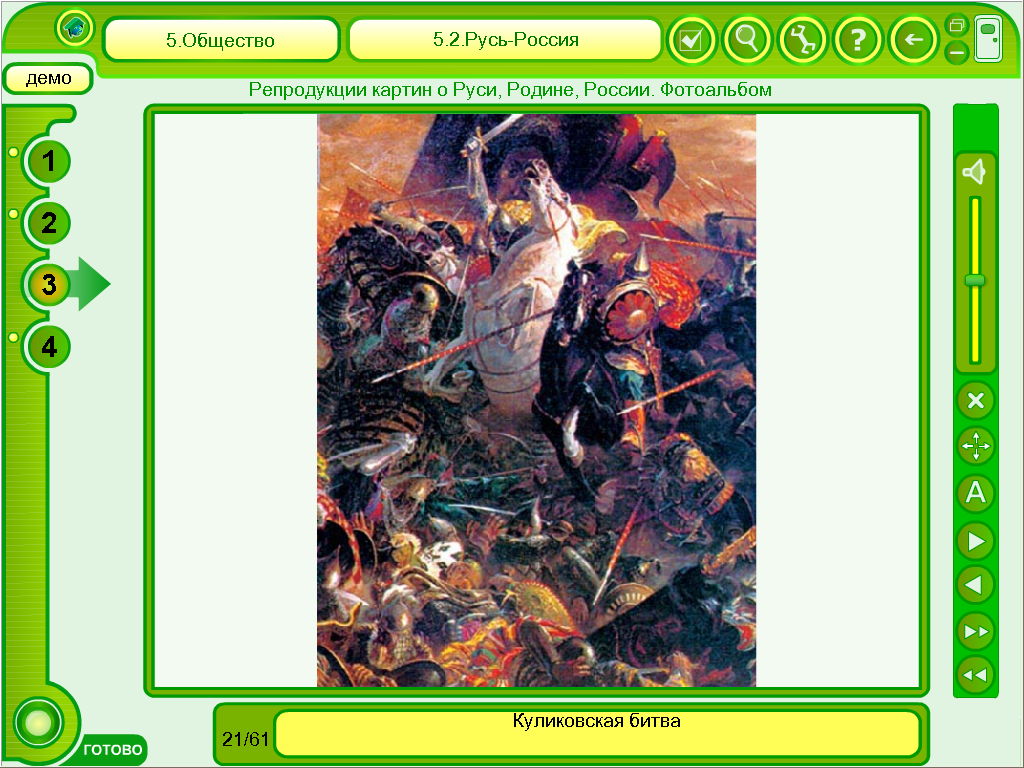 5.Общество
5.2.Русь-Россия
?
демо
Репродукции картин о Руси, Родине, России. Фотоальбом
1
2
3
4
A
Куликовская битва
21/61
ГОТОВО